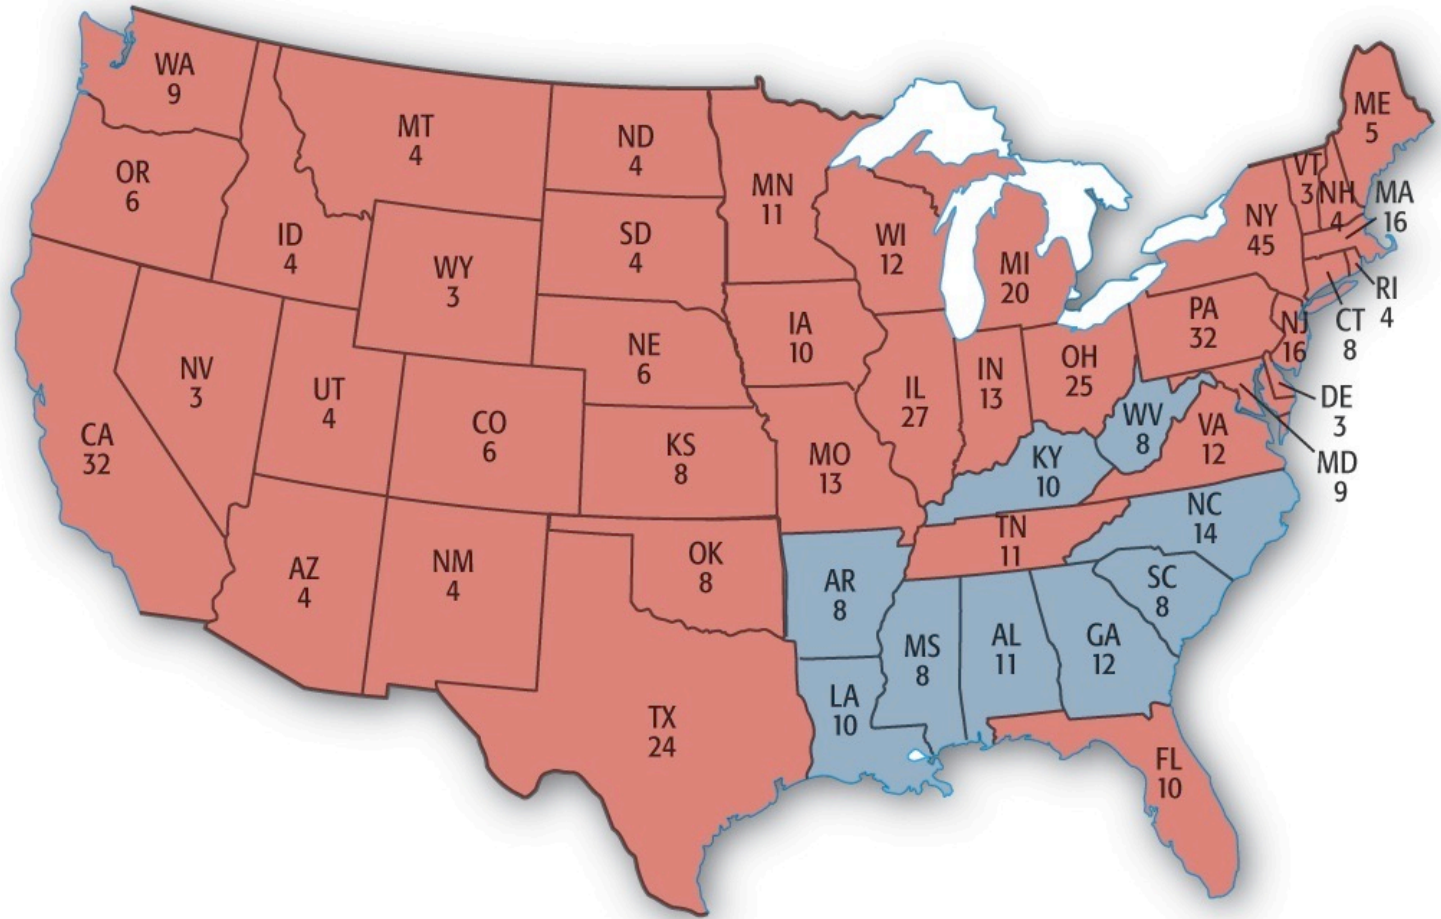 WA
9
MT
4
ND
4
MN
11
OR
6
ID
4
WY
3
SD
4
WI
12
MI
20
ME
5
VT
3
NH
4
MA
16
NY
45
RI
4
CT
8
NV
3
UT
4
CO
6
NE
6
IA
10
IL
27
IN
13
OH
25
PA
32
NJ
16
DE
3
MD
9
CA
32
KS
8
MO
13
KY
10
WV
8
VA
12
AZ
4
NM
4
OK
8
AR
8
TN
11
NC
14
SC
8
TX
24
LA
10
MS
8
AL
11
GA
12
FL
10